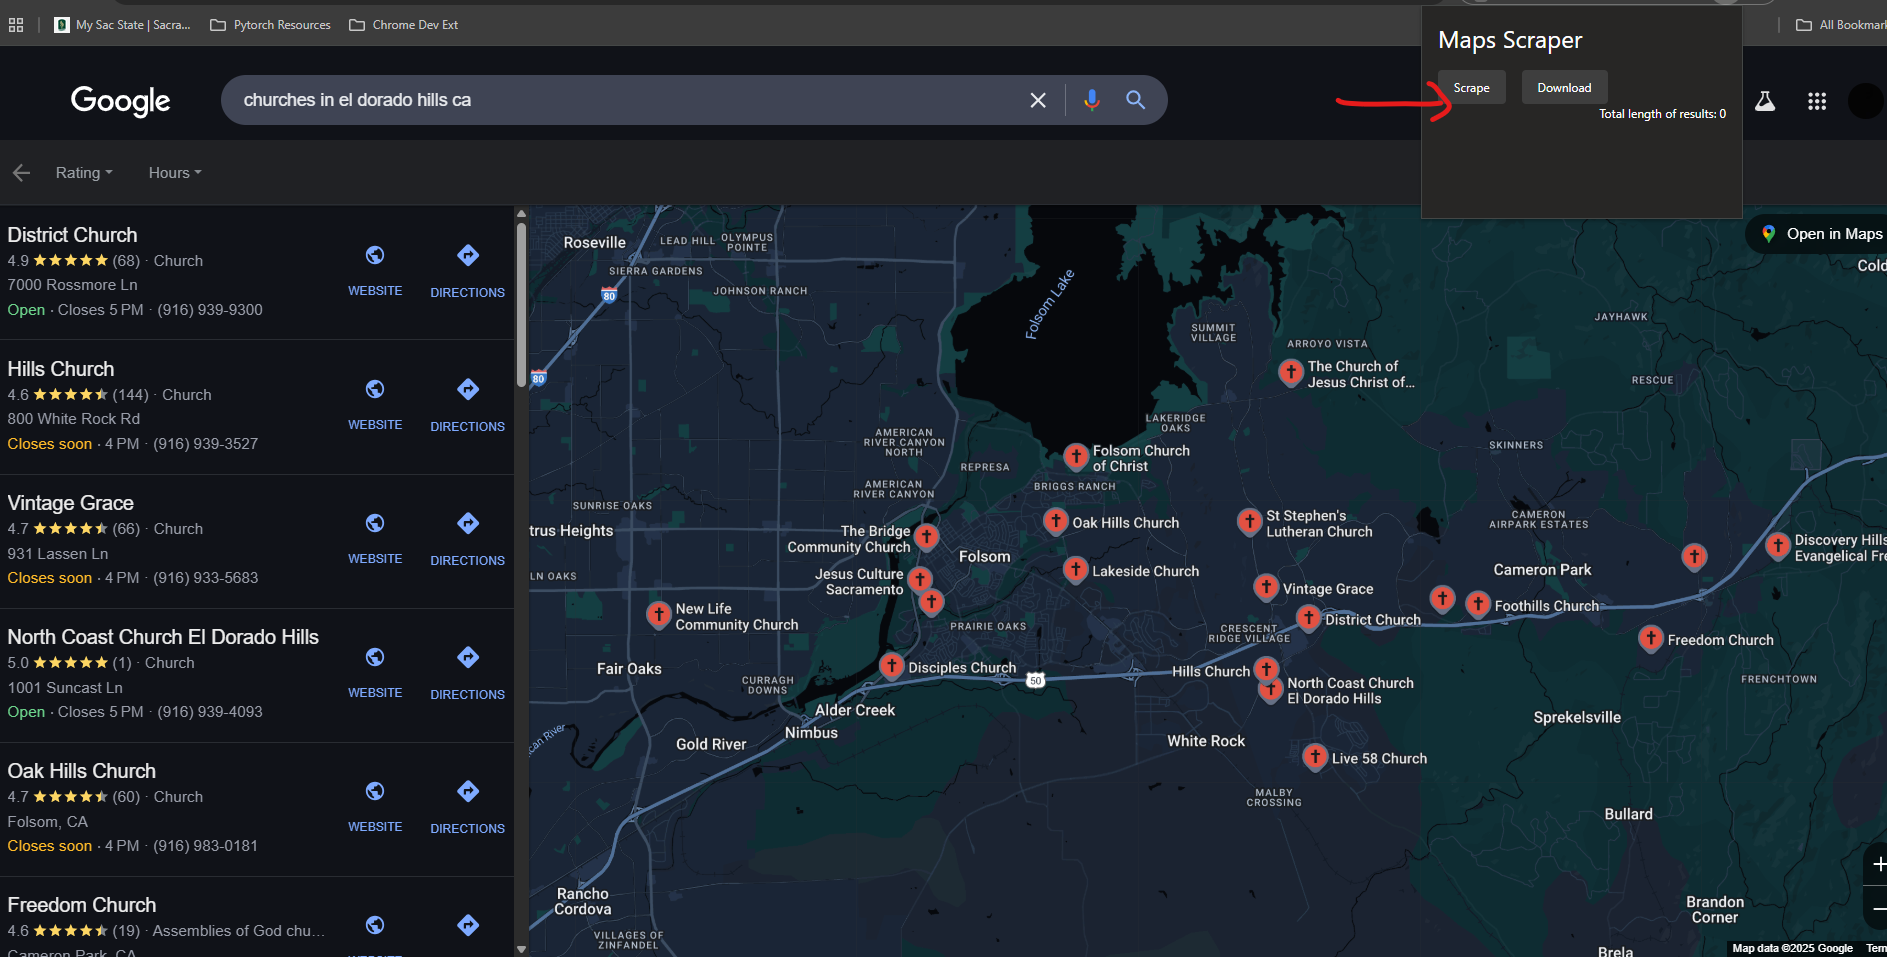 My Sac State | Sacra...
Pytorch Resources
Chrome Dev Ext
All Bookmar
Maps Scraper
Scrape
Download
Total length of results: 0
Google
churches in el dorado hills ca
Rating
Hours
District Church
4.9 (68) · Church
7000 Rossmore Ln
Open · Closes 5 PM · (916) 939-9300
WEBSITE
DIRECTIONS
Hills Church
4.6 (144) · Church
800 White Rock Rd
Closes soon · 4 PM · (916) 939-3527
WEBSITE
DIRECTIONS
Vintage Grace
4.7 (66) · Church
931 Lassen Ln
Closes soon · 4 PM · (916) 933-5683
WEBSITE
DIRECTIONS
North Coast Church El Dorado Hills
5.0 (1) · Church
1001 Suncast Ln
Open · Closes 5 PM · (916) 939-4093
WEBSITE
DIRECTIONS
Oak Hills Church
4.7 (60) · Church
Folsom, CA
Closes soon · 4 PM · (916) 983-0181
WEBSITE
DIRECTIONS
Freedom Church
4.6 (19) · Assemblies of God chu...
Cameron Park, CA
Open in Maps
Roseville
LEAD HILL
OLYMPUS
POINTE
SIERRA GARDENS
80
JOHNSON RANCH
Folsom Lake
Cold
JAYHAWK
SUMMIT
VILLAGE
ARROYO VISTA
80
The Church of
Jesus Christ of...
RESCUE
LAKERIDGE
OAKS
AMERICAN
RIVER CANYON
NORTH
SKINNERS
Folsom Church
of Christ
REPRESA
BRIGGS RANCH
AMERICAN
RIVER CANYON
SUNRISE OAKS
trus Heights
The Bridge
Community Church
Oak Hills Church
St Stephen's
Lutheran Church
CAMERON
AIRPARK ESTATES
Discovery Hills
Evangelical Fre
Folsom
LN OAKS
Jesus Culture
Sacramento
Lakeside Church
Cameron Park
Vintage Grace
New Life
Community Church
Foothills Church
PRAIRIE OAKS
CRESCENT
RIDGE VILLAGE
District Church
Freedom Church
Fair Oaks
Disciples Church
Hills Church
CURRAGH
DOWNS
50
North Coast Church
El Dorado Hills
FRENCHTOWN
Alder Creek
Sprekelsville
Nimbus
can River
Gold River
White Rock
Live 58 Church
MALBY
CROSSING
Bullard
Rancho
Cordova
Brandon
Corner
VILLAGES OF
ZINFANDEL
Brela
Map data ©2025 Google
Tem